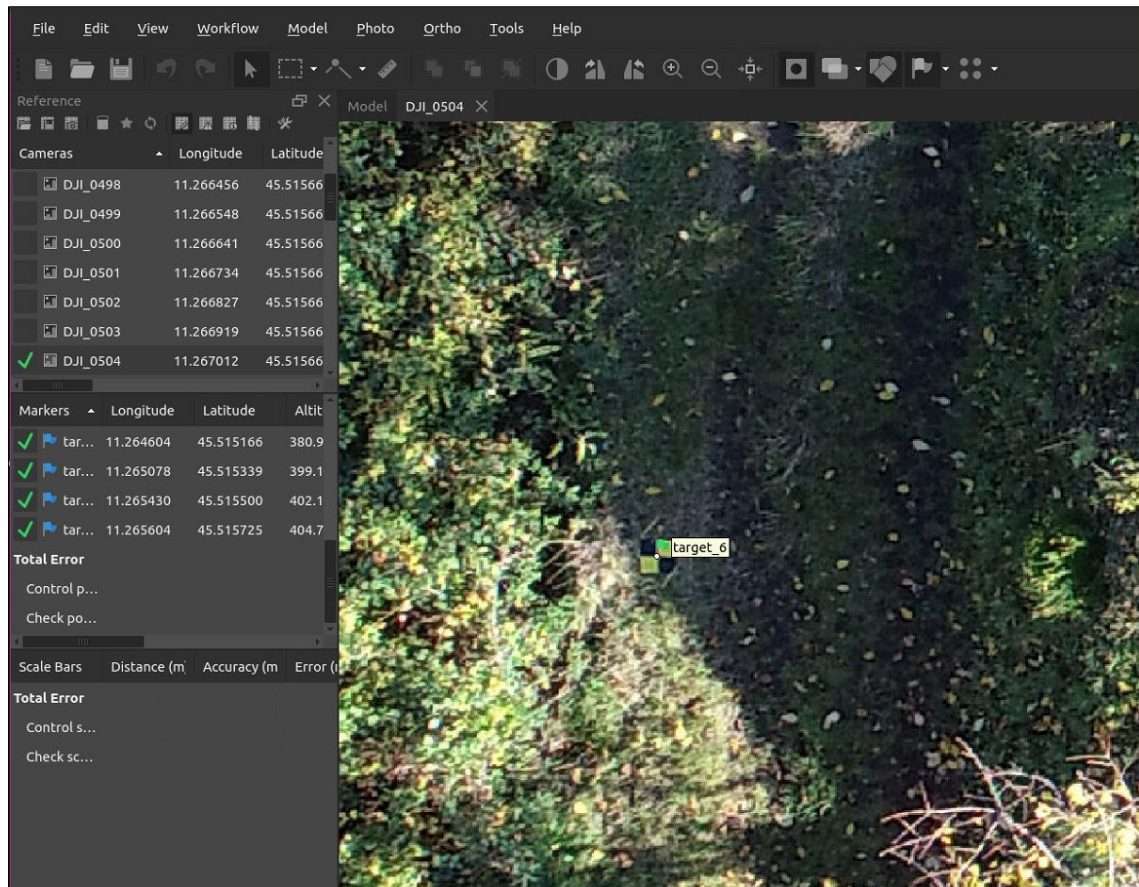 File Edit View Workflow Model Photo Ortho Tools Help
Reference
Model DJI_0504
Cameras Longitude Latitude
DJI_0498 11.266456 45.51566
DJI_0499 11.266548 45.51566
DJI_0500 11.266641 45.51566
DJI_0501 11.266734 45.51566
DJI_0502 11.266827 45.51566
DJI_0503 11.266919 45.51566
DJI_0504 11.267012 45.51566
Markers Longitude Latitude Altit
tar... 11.264604 45.515166 380.9
tar... 11.265078 45.515339 399.1
tar... 11.265430 45.515500 402.1
tar... 11.265604 45.515725 404.7
target_6
Total Error
Control p...
Check po...
Scale Bars Distance (m) Accuracy (m Error (
Total Error
Control s...
Check sc...